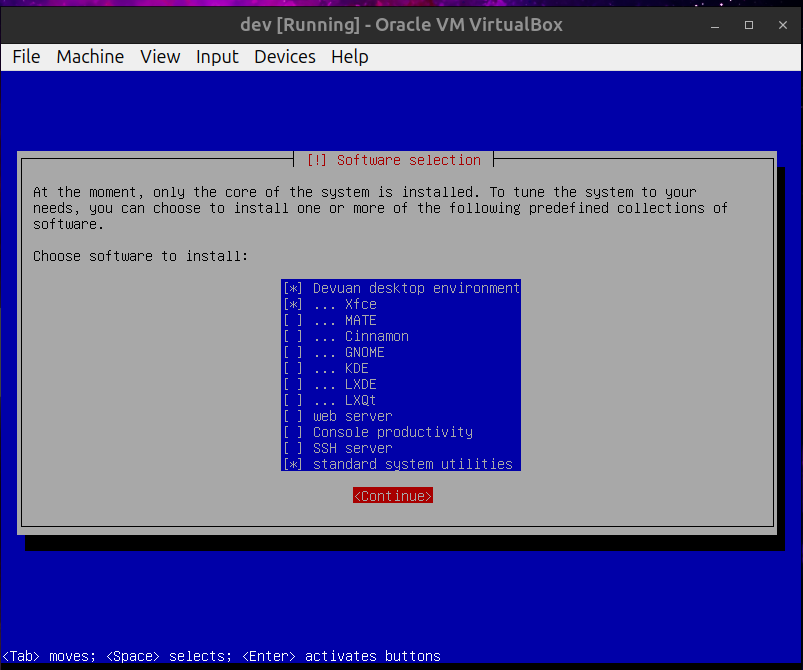 dev [Running] - Oracle VM VirtualBox
File Machine View Input Devices Help
[!] Software selection
At the moment, only the core of the system is installed. To tune the system to your
needs, you can choose to install one or more of the following predefined collections of
software.
Choose software to install:
[*] Devuan desktop environment
[*] ... Xfce
[ ] ... MATE
[ ] ... Cinnamon
[ ] ... GNOME
[ ] ... KDE
[ ] ... LXDE
[ ] ... LXQt
[ ] web server
[ ] Console productivity
[ ] SSH server
[*] standard system utilities
<Continue>
<Tab> moves; <Space> selects; <Enter> activates buttons